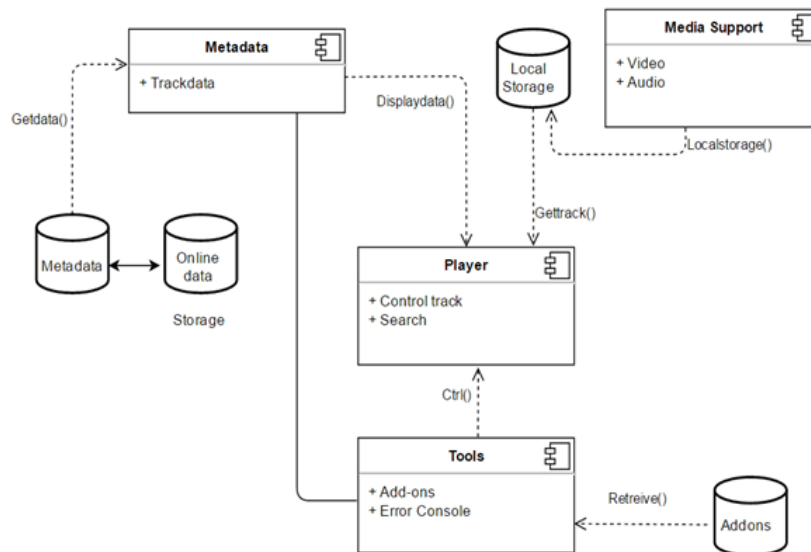 Metadata
+ Trackdata
Media Support
+ Video
+ Audio
Local
Storage
Displaydata()
Getdata()
Localstorage()
Gettrack()
Metadata
Online
data
Storage
Player
+ Control track
+ Search
Ctrl()
Tools
+ Add-ons
+ Error Console
Retreive()
Addons